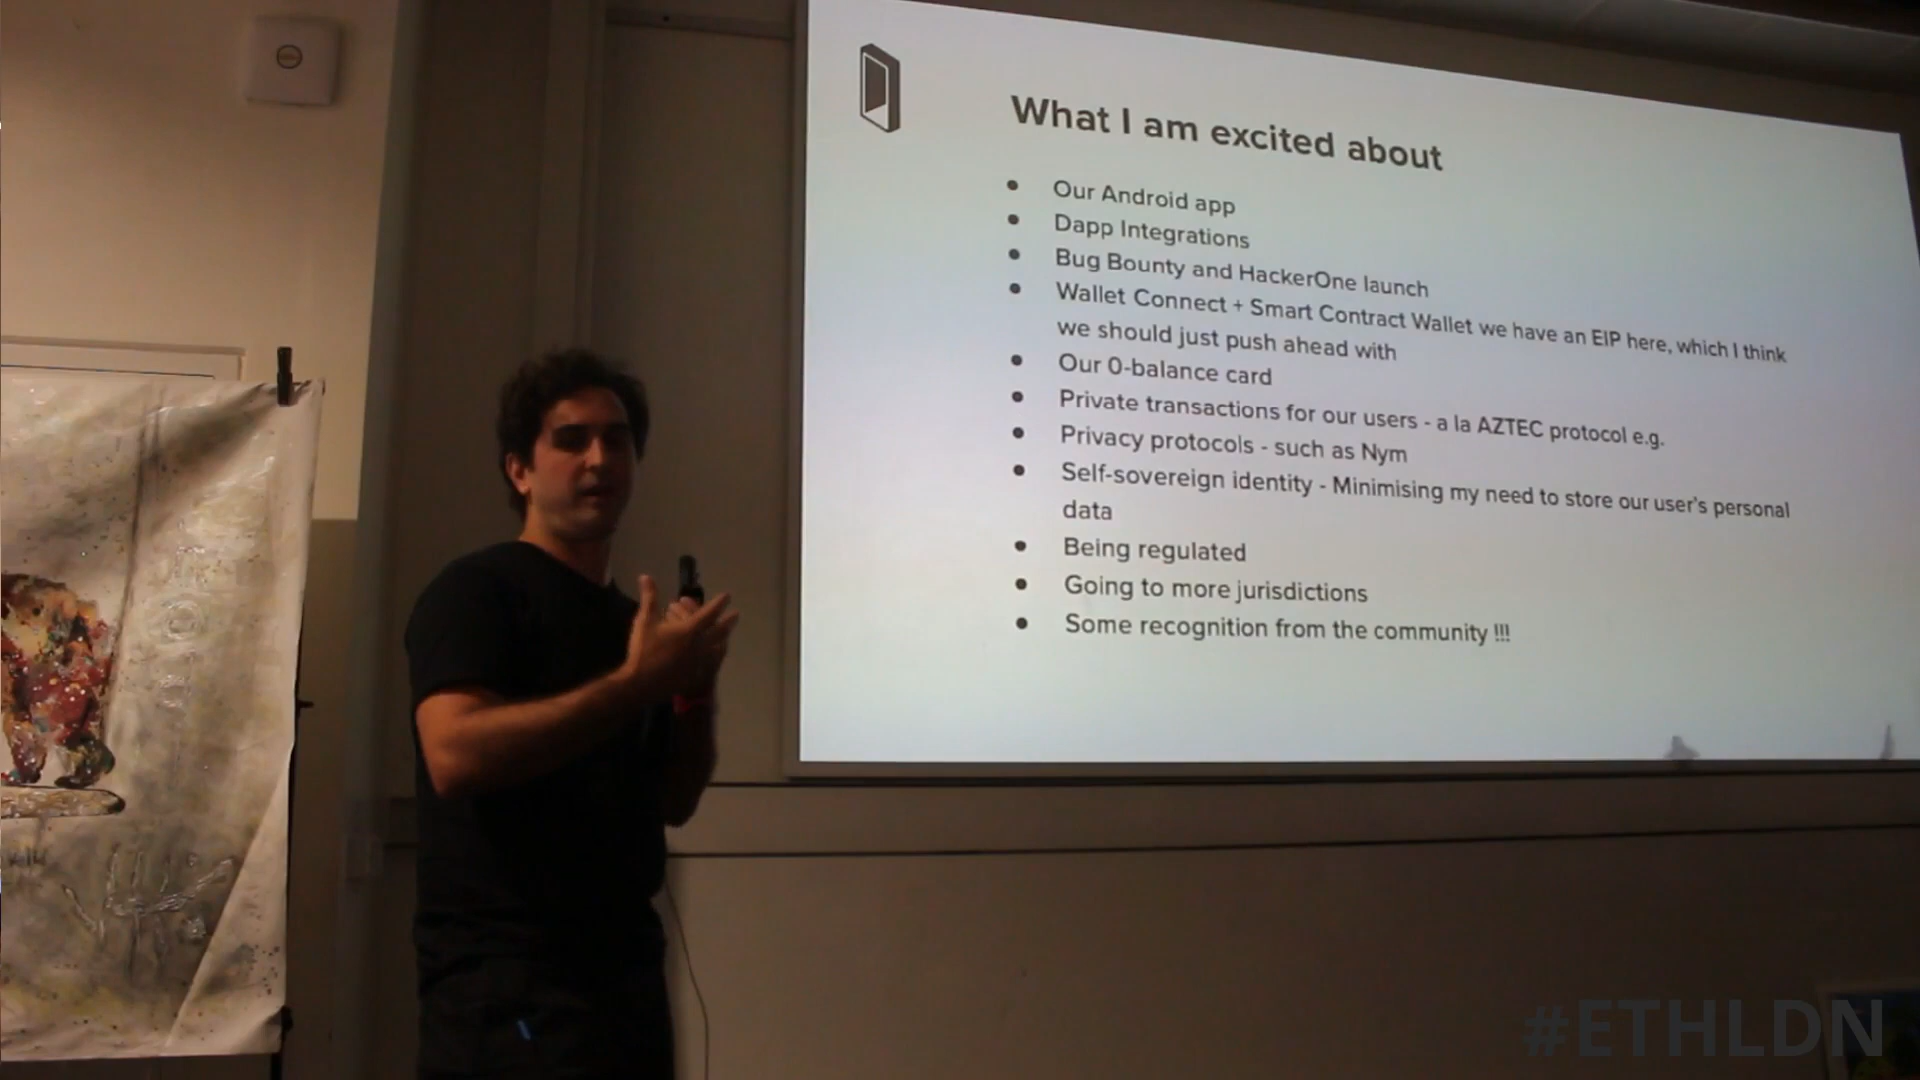 What I am excited about
Our Android app
Dapp Integrations
Bug Bounty and HackerOne launch
Wallet Connect + Smart Contract Wallet we have an EIP here, which I think
we should just push ahead with
Our 0-balance card
Private transactions for our users - a la AZTEC protocol e.g.
Privacy protocols - such as Nym
Self-sovereign identity - Minimising my need to store our user's personal
data
Being regulated
Going to more jurisdictions
Some recognition from the community !!!
#ETHLDN